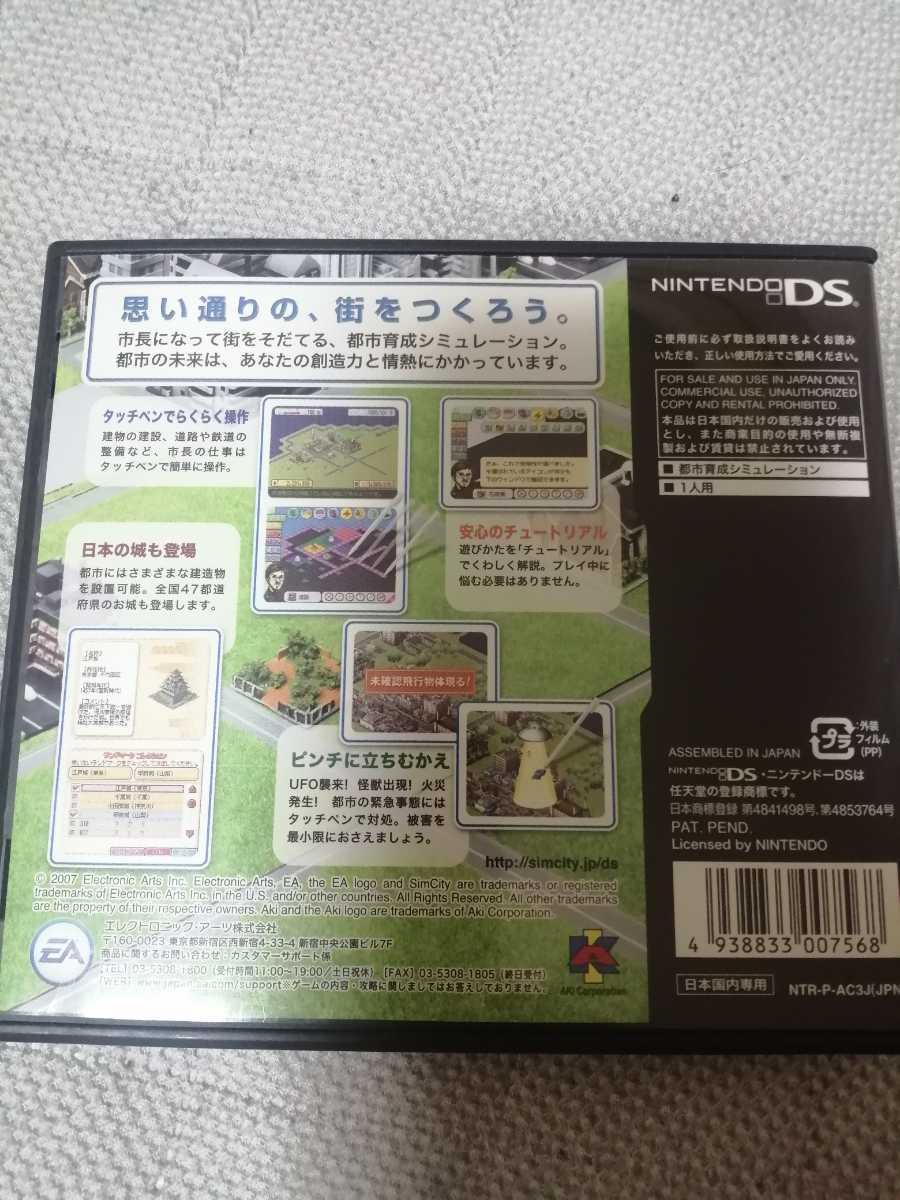 思い通りの、街をつくろう。
市長になって街をそだてる、都市育成シミュレーション。
都市の未来は、あなたの創造力と情熱にかかっています。
タッチペンでらくらく操作
建物の建設、道路や鉄道の
整備など、市長の仕事は
タッチペンで簡単に操作。
安心のチュートリアル
遊びかたを「チュートリアル」
でくわしく解説。プレイ中に
悩む必要はありません。
日本の城も登場
都市にはさまざまな建造物
を設置可能。全国47都道
府県のお城も登場します。
未確認飛行物体現る!
ピンチに立ちむかえ
UFO襲来! 怪獣出現! 火災
発生! 都市の緊急事態には
タッチペンで対処。被害を
最小限におさえましょう。
http://simcity.jp/ds
© 2007 Electronic Arts Inc. Electronic Arts, EA, the EA logo and SimCity are trademarks or registered
trademarks of Electronic Arts Inc. in the U.S. and/or other countries. All Rights Reserved. All other trademarks
are the property of their respective owners. Aki and the Aki logo are trademarks of Aki Corporation.
エレクトロニック・アーツ株式会社
〒160-0023 東京都新宿区西新宿4-33-4 新宿中央公園ビル7F
商品に関するお問い合わせ:カスタマーサポート係
[TEL] 03-5308-1800 (受付時間11:00~19:00/土日祝休) [FAX] 03-5308-1805 (終日受付)
[WEB] www.japan.ea.com/support※ゲームの内容・攻略に関しましてはお答えしておりません。
EA
AKI Corporation
NINTENDO DS
ご使用前に必ず取扱説明書をよくお読み
いただき、正しい使用方法でご愛用ください。
FOR SALE AND USE IN JAPAN ONLY.
COMMERCIAL USE, UNAUTHORIZED
COPY AND RENTAL PROHIBITED.
本品は日本国内だけの販売および使用
とし、また商業目的の使用や無断複
製および賃貸は禁止されています。
■ 都市育成シミュレーション
■ 1人用
プラ
:外装
フィルム
(PP)
ASSEMBLED IN JAPAN
NINTENDO DS・ニンテンドーDSは
任天堂の登録商標です。
日本商標登録 第4841498号、第4853764号
PAT. PEND.
Licensed by NINTENDO
4 938833 007568
日本国内専用
NTR-P-AC3J(JPN